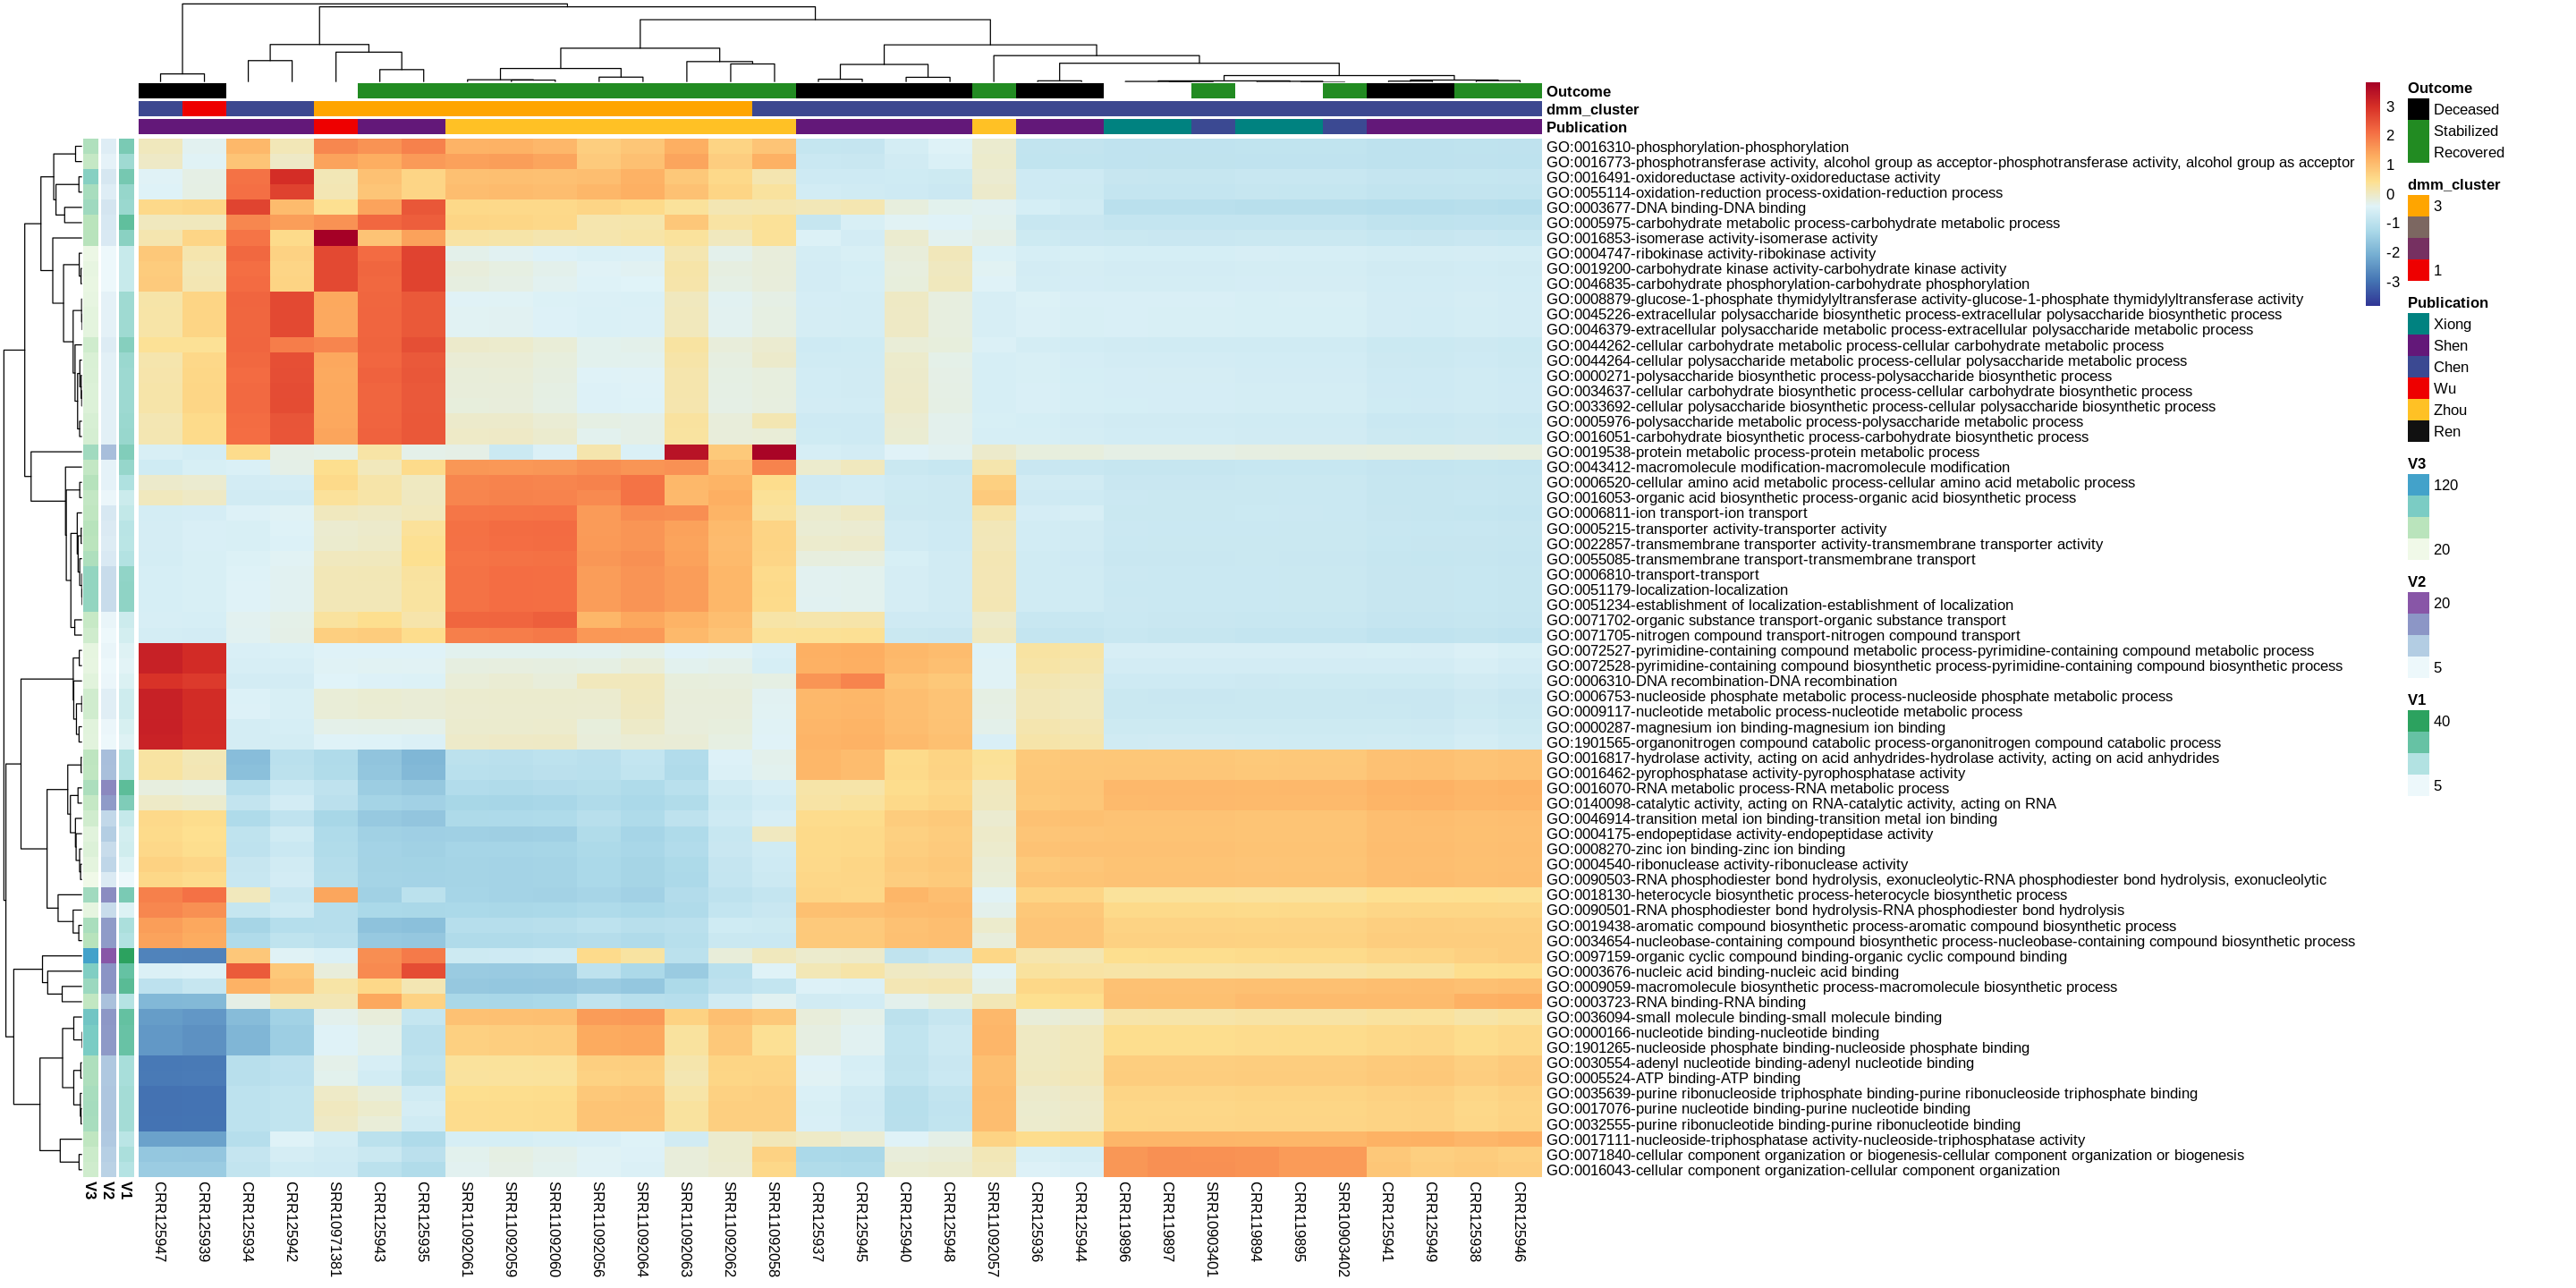 Outcome
dmm_cluster
Publication
GO:0016310-phosphorylation-phosphorylation
GO:0016773-phosphotransferase activity, alcohol group as acceptor-phosphotransferase activity, alcohol group as acceptor
GO:0016491-oxidoreductase activity-oxidoreductase activity
GO:0055114-oxidation-reduction process-oxidation-reduction process
GO:0003677-DNA binding-DNA binding
GO:0005975-carbohydrate metabolic process-carbohydrate metabolic process
GO:0016853-isomerase activity-isomerase activity
GO:0004747-ribokinase activity-ribokinase activity
GO:0019200-carbohydrate kinase activity-carbohydrate kinase activity
GO:0046835-carbohydrate phosphorylation-carbohydrate phosphorylation
GO:0008879-glucose-1-phosphate thymidylyltransferase activity-glucose-1-phosphate thymidylyltransferase activity
GO:0045226-extracellular polysaccharide biosynthetic process-extracellular polysaccharide biosynthetic process
GO:0046379-extracellular polysaccharide metabolic process-extracellular polysaccharide metabolic process
GO:0044262-cellular carbohydrate metabolic process-cellular carbohydrate metabolic process
GO:0044264-cellular polysaccharide metabolic process-cellular polysaccharide metabolic process
GO:0000271-polysaccharide biosynthetic process-polysaccharide biosynthetic process
GO:0034637-cellular carbohydrate biosynthetic process-cellular carbohydrate biosynthetic process
GO:0033692-cellular polysaccharide biosynthetic process-cellular polysaccharide biosynthetic process
GO:0005976-polysaccharide metabolic process-polysaccharide metabolic process
GO:0016051-carbohydrate biosynthetic process-carbohydrate biosynthetic process
GO:0019538-protein metabolic process-protein metabolic process
GO:0043412-macromolecule modification-macromolecule modification
GO:0006520-cellular amino acid metabolic process-cellular amino acid metabolic process
GO:0016053-organic acid biosynthetic process-organic acid biosynthetic process
GO:0006811-ion transport-ion transport
GO:0005215-transporter activity-transporter activity
GO:0022857-transmembrane transporter activity-transmembrane transporter activity
GO:0055085-transmembrane transport-transmembrane transport
GO:0006810-transport-transport
GO:0051179-localization-localization
GO:0051234-establishment of localization-establishment of localization
GO:0071702-organic substance transport-organic substance transport
GO:0071705-nitrogen compound transport-nitrogen compound transport
GO:0072527-pyrimidine-containing compound metabolic process-pyrimidine-containing compound metabolic process
GO:0072528-pyrimidine-containing compound biosynthetic process-pyrimidine-containing compound biosynthetic process
GO:0006310-DNA recombination-DNA recombination
GO:0006753-nucleoside phosphate metabolic process-nucleoside phosphate metabolic process
GO:0009117-nucleotide metabolic process-nucleotide metabolic process
GO:0000287-magnesium ion binding-magnesium ion binding
GO:1901565-organonitrogen compound catabolic process-organonitrogen compound catabolic process
GO:0016817-hydrolase activity, acting on acid anhydrides-hydrolase activity, acting on acid anhydrides
GO:0016462-pyrophosphatase activity-pyrophosphatase activity
GO:0016070-RNA metabolic process-RNA metabolic process
GO:0140098-catalytic activity, acting on RNA-catalytic activity, acting on RNA
GO:0046914-transition metal ion binding-transition metal ion binding
GO:0004175-endopeptidase activity-endopeptidase activity
GO:0008270-zinc ion binding-zinc ion binding
GO:0004540-ribonuclease activity-ribonuclease activity
GO:0090503-RNA phosphodiester bond hydrolysis, exonucleolytic-RNA phosphodiester bond hydrolysis, exonucleolytic
GO:0018130-heterocycle biosynthetic process-heterocycle biosynthetic process
GO:0090501-RNA phosphodiester bond hydrolysis-RNA phosphodiester bond hydrolysis
GO:0019438-aromatic compound biosynthetic process-aromatic compound biosynthetic process
GO:0034654-nucleobase-containing compound biosynthetic process-nucleobase-containing compound biosynthetic process
GO:0097159-organic cyclic compound binding-organic cyclic compound binding
GO:0003676-nucleic acid binding-nucleic acid binding
GO:0009059-macromolecule biosynthetic process-macromolecule biosynthetic process
GO:0003723-RNA binding-RNA binding
GO:0036094-small molecule binding-small molecule binding
GO:0000166-nucleotide binding-nucleotide binding
GO:1901265-nucleoside phosphate binding-nucleoside phosphate binding
GO:0030554-adenyl nucleotide binding-adenyl nucleotide binding
GO:0005524-ATP binding-ATP binding
GO:0035639-purine ribonucleoside triphosphate binding-purine ribonucleoside triphosphate binding
GO:0017076-purine nucleotide binding-purine nucleotide binding
GO:0032555-purine ribonucleotide binding-purine ribonucleotide binding
GO:0017111-nucleoside-triphosphatase activity-nucleoside-triphosphatase activity
GO:0071840-cellular component organization or biogenesis-cellular component organization or biogenesis
GO:0016043-cellular component organization-cellular component organization
V3
V2
V1
CRR125947
CRR125939
CRR125934
CRR125942
SRR10971381
CRR125943
CRR125935
SRR11092061
SRR11092059
SRR11092060
SRR11092056
SRR11092064
SRR11092063
SRR11092062
SRR11092058
CRR125937
CRR125945
CRR125940
CRR125948
SRR11092057
CRR125936
CRR125944
CRR119896
CRR119897
SRR10903401
CRR119894
CRR119895
SRR10903402
CRR125941
CRR125949
CRR125938
CRR125946
3
2
1
0
-1
-2
-3
Outcome
Deceased
Stabilized
Recovered
dmm_cluster
3
1
Publication
Xiong
Shen
Chen
Wu
Zhou
Ren
V3
120
20
V2
20
5
V1
40
5